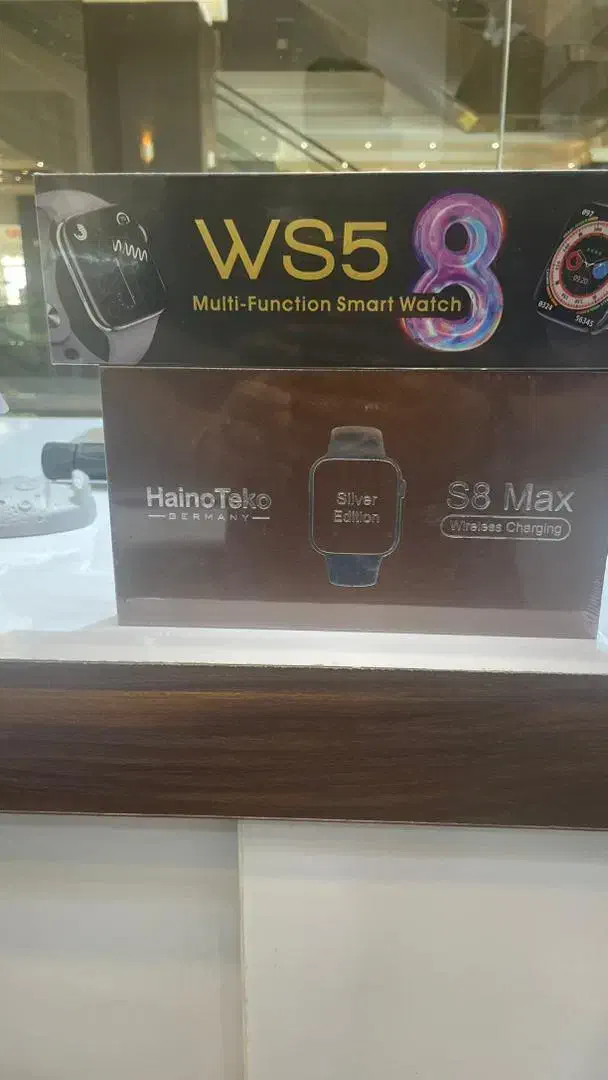 WS5 8
Multi-Function Smart Watch
HainoTeko
GERMANY
Silver
Edition
S8 Max
Wireless Charging